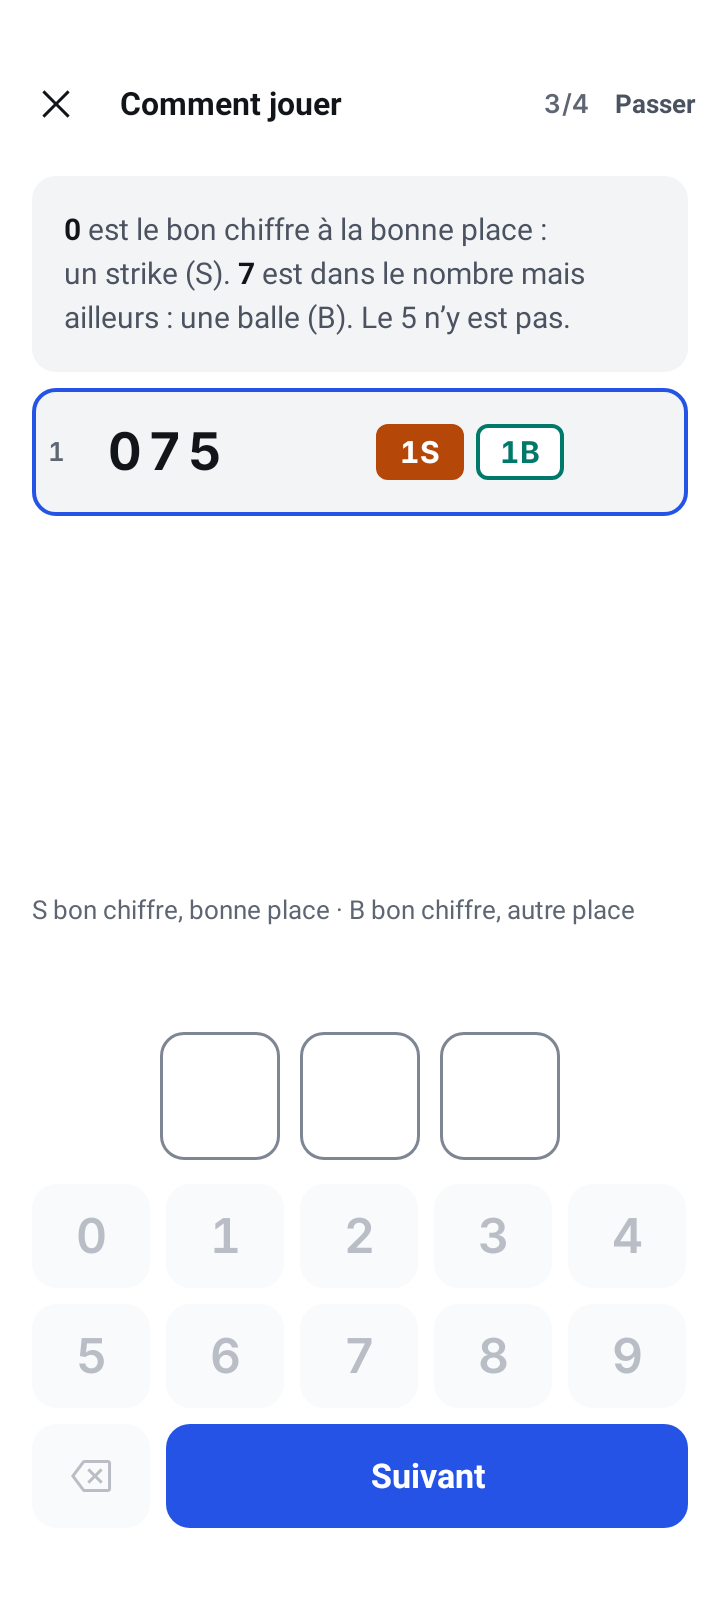 Comment jouer
3/4
Passer
0 est le bon chiffre à la bonne place :
un strike (S). 7 est dans le nombre mais
ailleurs : une balle (B). Le 5 n’y est pas.
1 075 1S 1B
S bon chiffre, bonne place · B bon chiffre, autre place
0 1 2 3 4
5 6 7 8 9
Suivant